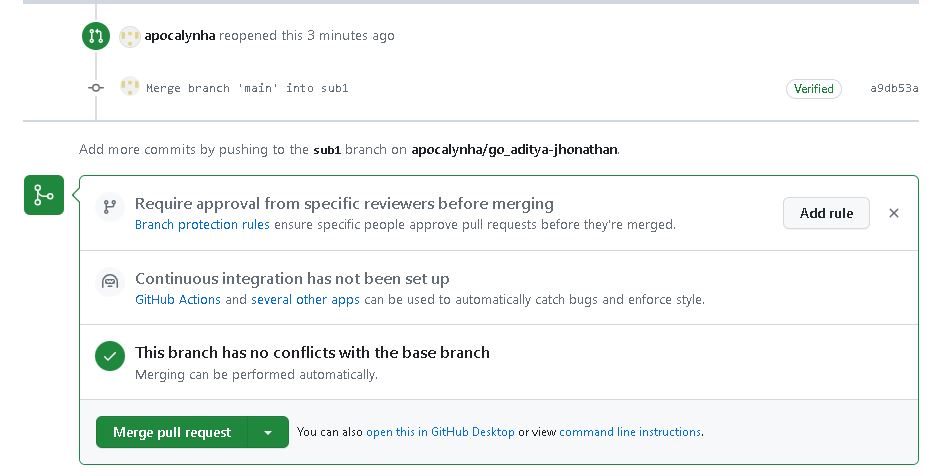 apocalynha reopened this 3 minutes ago
Merge branch 'main' into sub1 Verified a9db53a
Add more commits by pushing to the sub1 branch on apocalynha/go_aditya-jhonathan.
Require approval from specific reviewers before merging
Branch protection rules ensure specific people approve pull requests before they're merged.
Add rule
Continuous integration has not been set up
GitHub Actions and several other apps can be used to automatically catch bugs and enforce style.
This branch has no conflicts with the base branch
Merging can be performed automatically.
Merge pull request You can also open this in GitHub Desktop or view command line instructions.